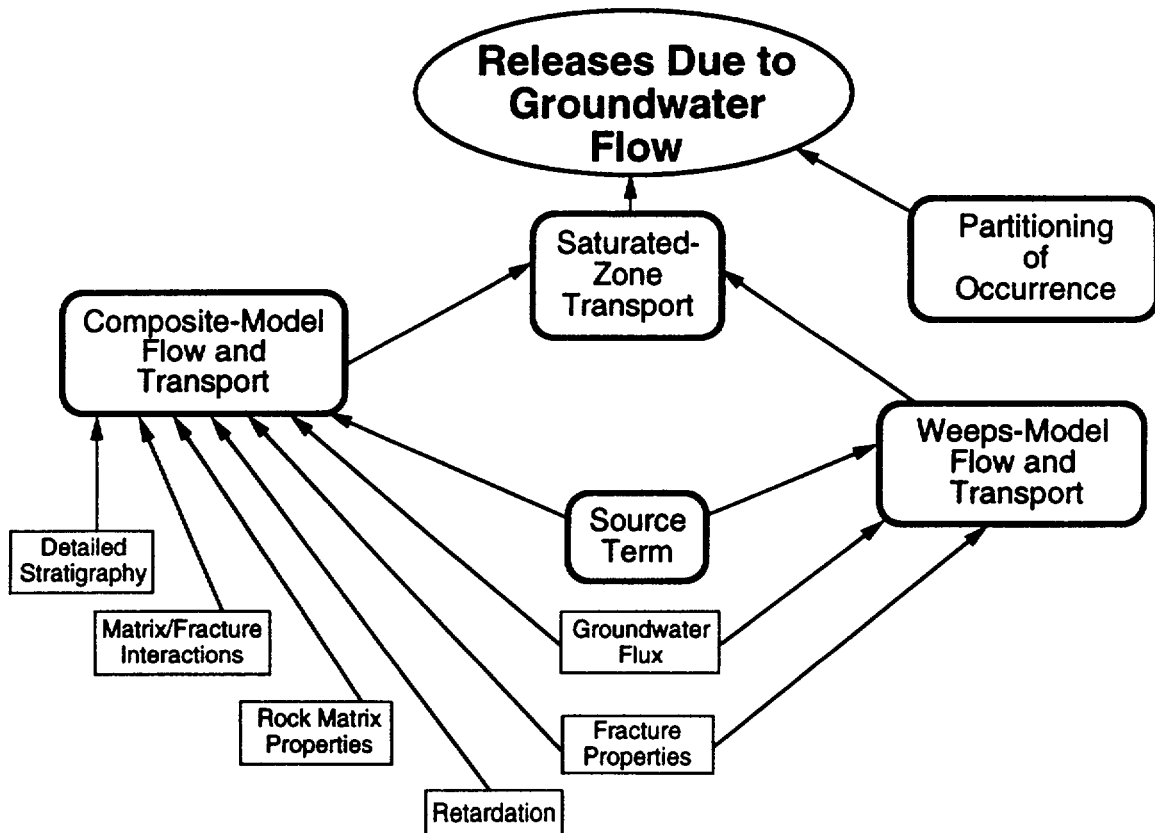 Releases Due to
Groundwater
Flow
Partitioning
of
Occurrence
Saturated-
Zone
Transport
Composite-Model
Flow and
Transport
Weeps-Model
Flow and
Transport
Source
Term
Detailed
Stratigraphy
Matrix/Fracture
Interactions
Groundwater
Flux
Rock Matrix
Properties
Fracture
Properties
Retardation